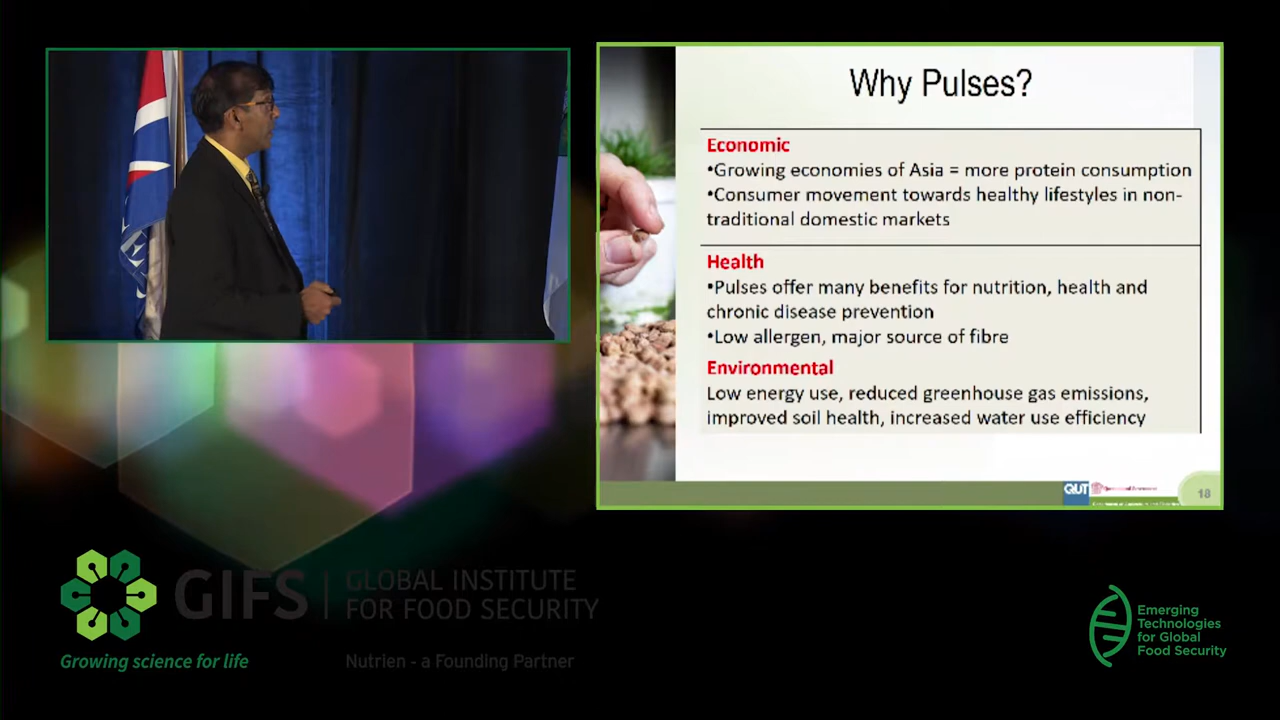 Why Pulses?
Economic
•Growing economies of Asia = more protein consumption
•Consumer movement towards healthy lifestyles in non-
traditional domestic markets
Health
•Pulses offer many benefits for nutrition, health and
chronic disease prevention
•Low allergen, major source of fibre
Environmental
Low energy use, reduced greenhouse gas emissions,
improved soil health, increased water use efficiency
QUT
18
GIFS
GLOBAL INSTITUTE
FOR FOOD SECURITY
Growing science for life
Nutrien - a Founding Partner
Emerging
Technologies
for Global
Food Security